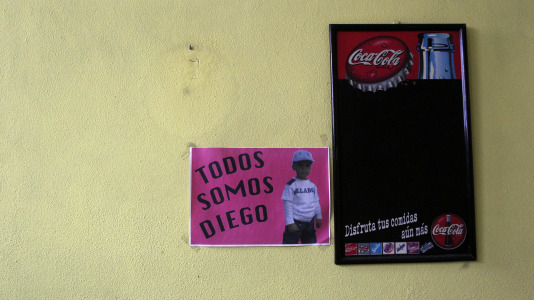 Coca-Cola
TODOS
SOMOS
DIEGO
Disfruta tus comidas
aún más
Coca-Cola